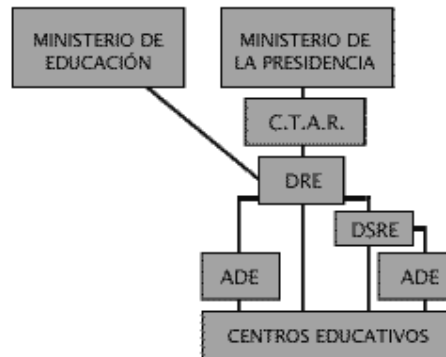 MINISTERIO DE
EDUCACIÓN
MINISTERIO DE
LA PRESIDENCIA
C.T.A.R.
DRE
DSRE
ADE
ADE
CENTROS EDUCATIVOS